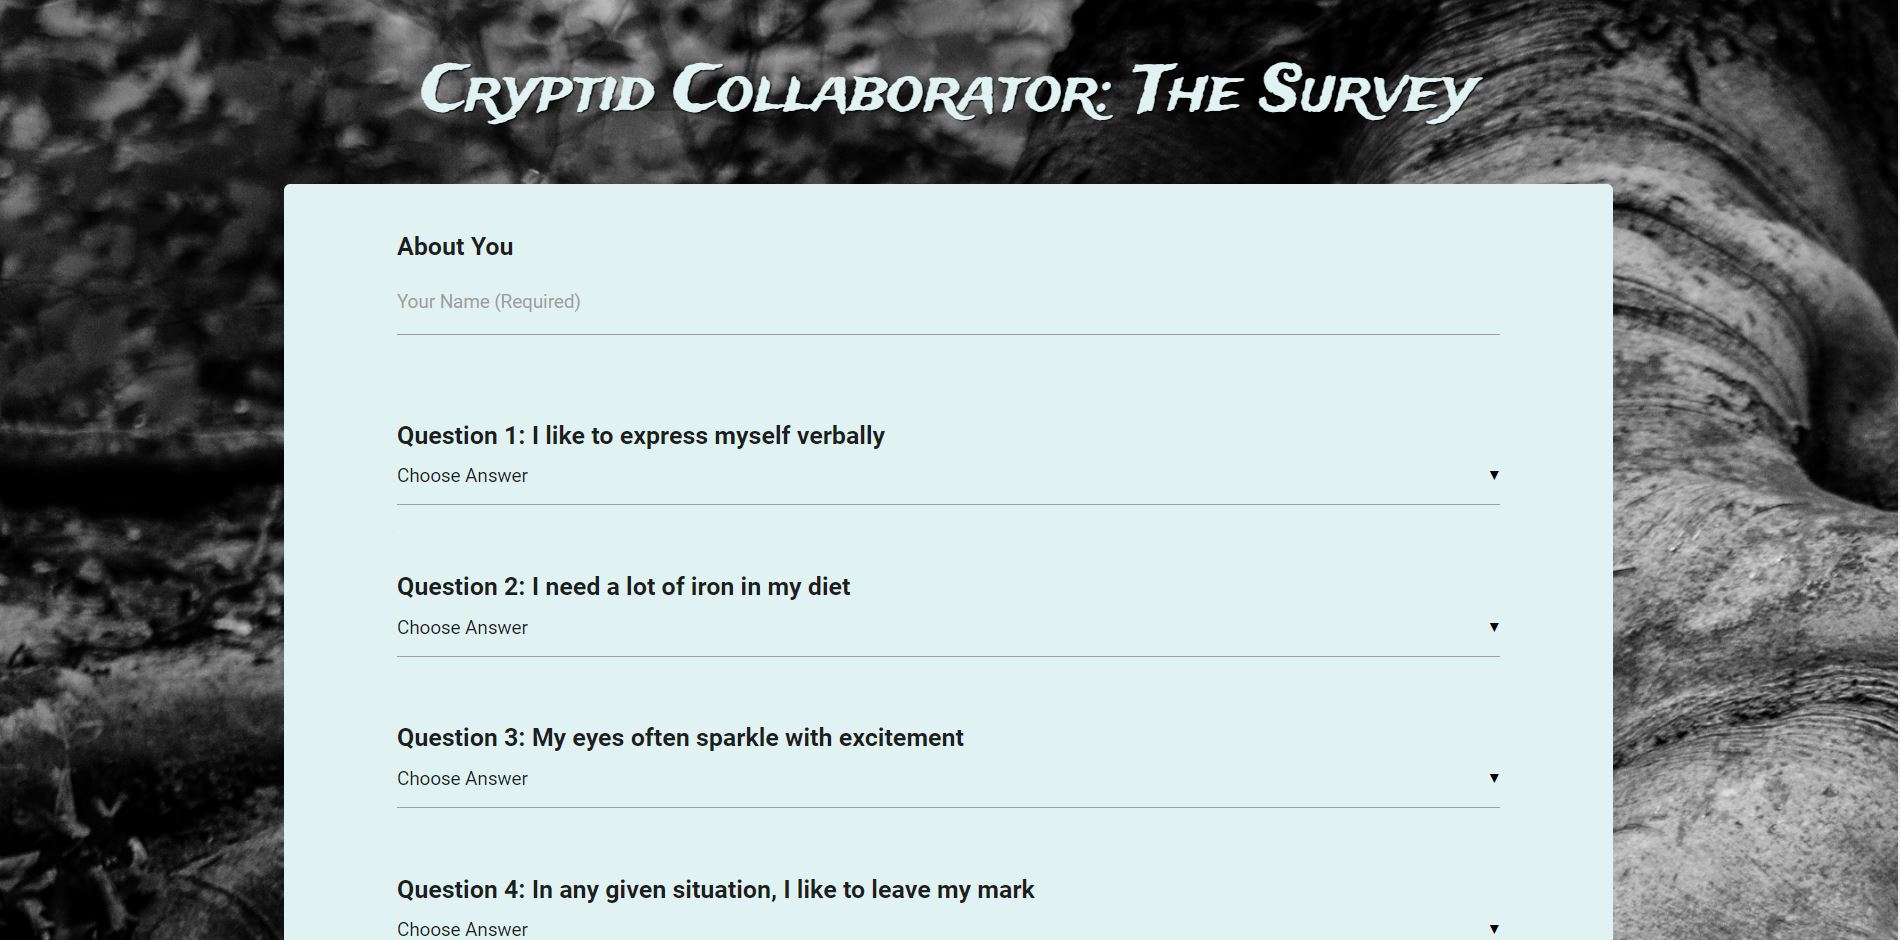 Cryptid Collaborator: The Survey
About You
Your Name (Required)
Question 1: I like to express myself verbally
Choose Answer ▼
Question 2: I need a lot of iron in my diet
Choose Answer ▼
Question 3: My eyes often sparkle with excitement
Choose Answer ▼
Question 4: In any given situation, I like to leave my mark
Choose Answer ▼